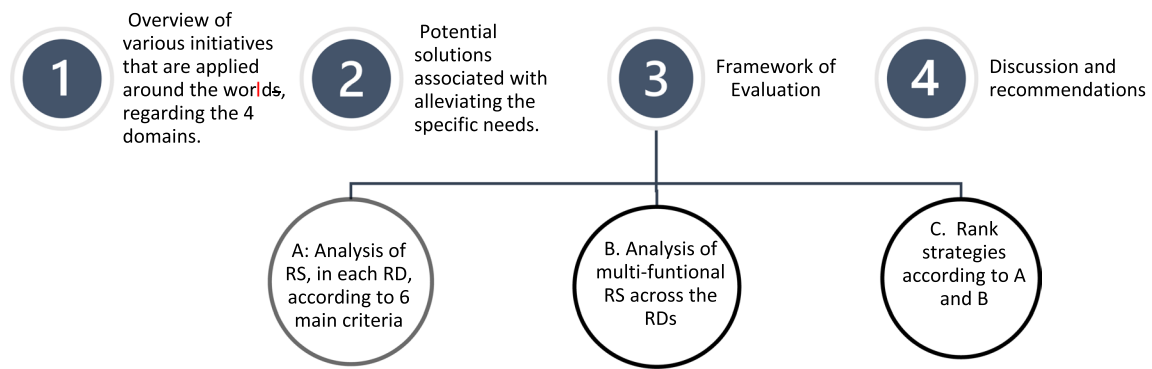 1
Overview of
various initiatives
that are applied
around the worlds,
regarding the 4
domains.
2
Potential
solutions
associated with
alleviating the
specific needs.
3
Framework of
Evaluation
4
Discussion and
recommendations
A: Analysis of
RS, in each RD,
according to 6
main criteria
B. Analysis of
multi-funtional
RS across the
RDs
C. Rank
strategies
according to A
and B